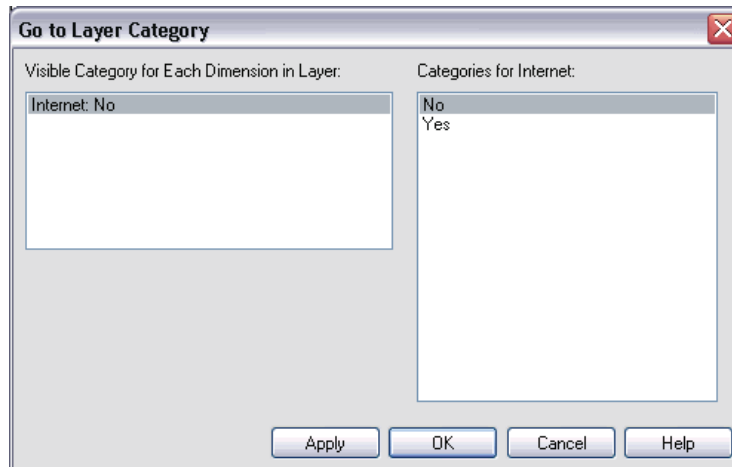 Go to Layer Category
Visible Category for Each Dimension in Layer:
Internet: No
Categories for Internet:
No
Yes
Apply
OK
Cancel
Help